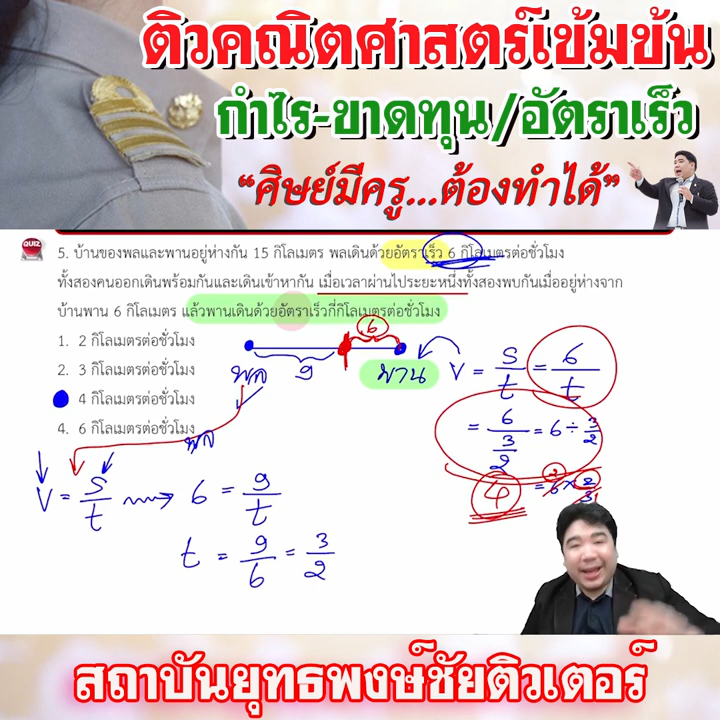 ติวคณิตศาสตร์เข้มข้น
กำไร-ขาดทุน/อัตราเร็ว
“ศิษย์มีครู...ต้องทำได้”
QUIZ
5. บ้านของพลและพานอยู่ห่างกัน 15 กิโลเมตร พลเดินด้วยอัตราเร็ว 6 กิโลเมตรต่อชั่วโมง
ทั้งสองคนออกเดินพร้อมกันและเดินเข้าหากัน เมื่อเวลาผ่านไประยะหนึ่งทั้งสองพบกันเมื่ออยู่ห่างจาก
บ้านพาน 6 กิโลเมตร แล้วพานเดินด้วยอัตราเร็วกี่กิโลเมตรต่อชั่วโมง
1. 2 กิโลเมตรต่อชั่วโมง
2. 3 กิโลเมตรต่อชั่วโมง
4 กิโลเมตรต่อชั่วโมง
4. 6 กิโลเมตรต่อชั่วโมง
6
พล 9 พาน
V = s/t = 6/t
= 6/(3/2) = 6 ÷ 3/2
4 = 6 × 2/3
พล
V = s/t → 6 = 9/t
t = 9/6 = 3/2
สถาบันยุทธพงษ์ชัยติวเตอร์